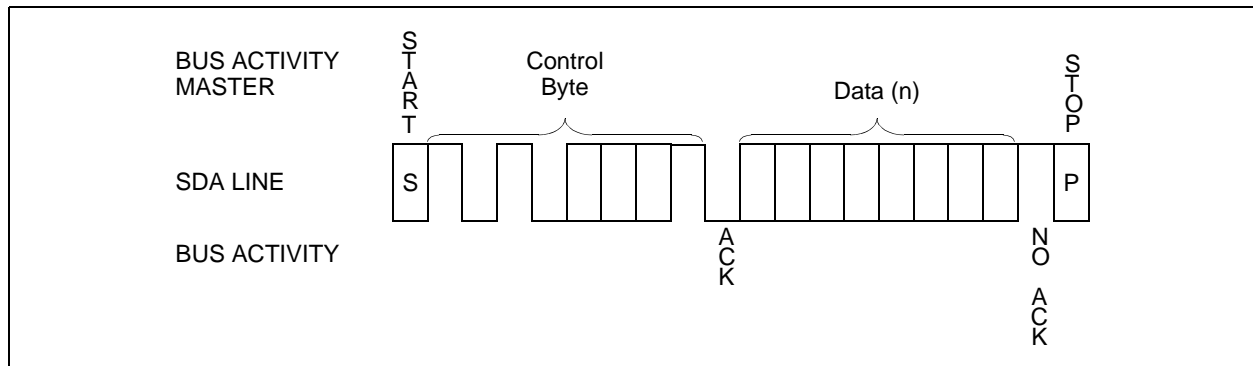 BUS ACTIVITY
MASTER
START
Control
Byte
Data (n)
STOP
SDA LINE
S
P
BUS ACTIVITY
ACK
NO ACK